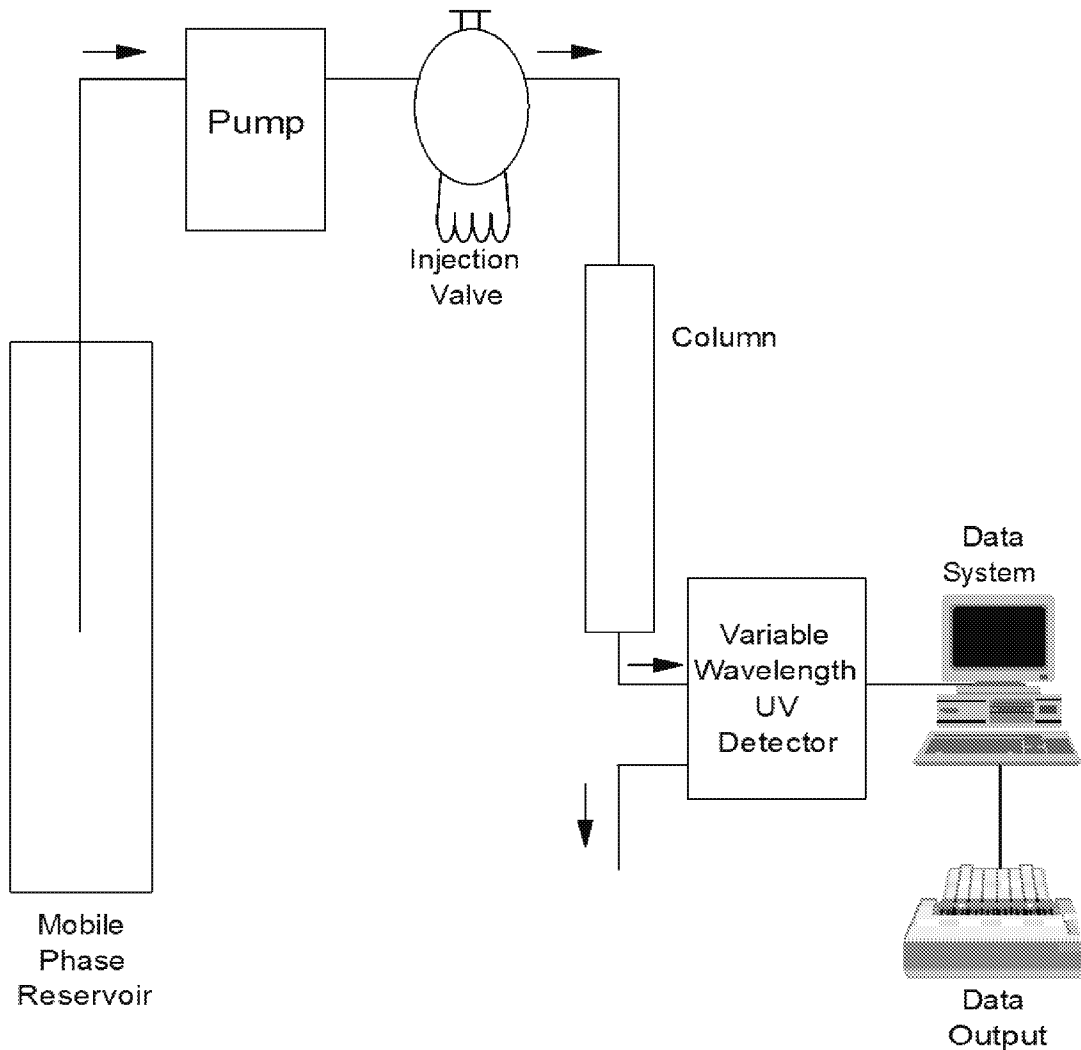 Pump
Injection
Valve
Column
Data
System
Variable
Wavelength
UV
Detector
Mobile
Phase
Reservoir
Data
Output